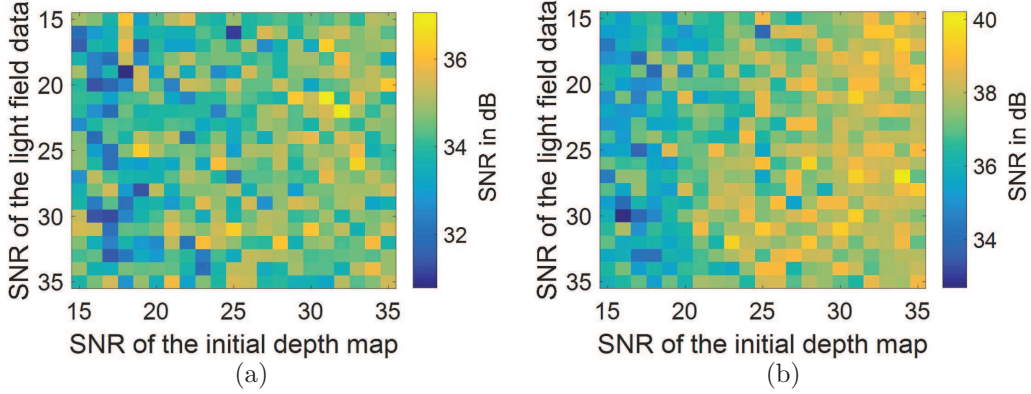 15
20
25
30
35
SNR of the light field data
15 20 25 30 35
SNR of the initial depth map
36
34
32
SNR in dB
(a)
15
20
25
30
35
SNR of the light field data
15 20 25 30 35
SNR of the initial depth map
40
38
36
34
SNR in dB
(b)